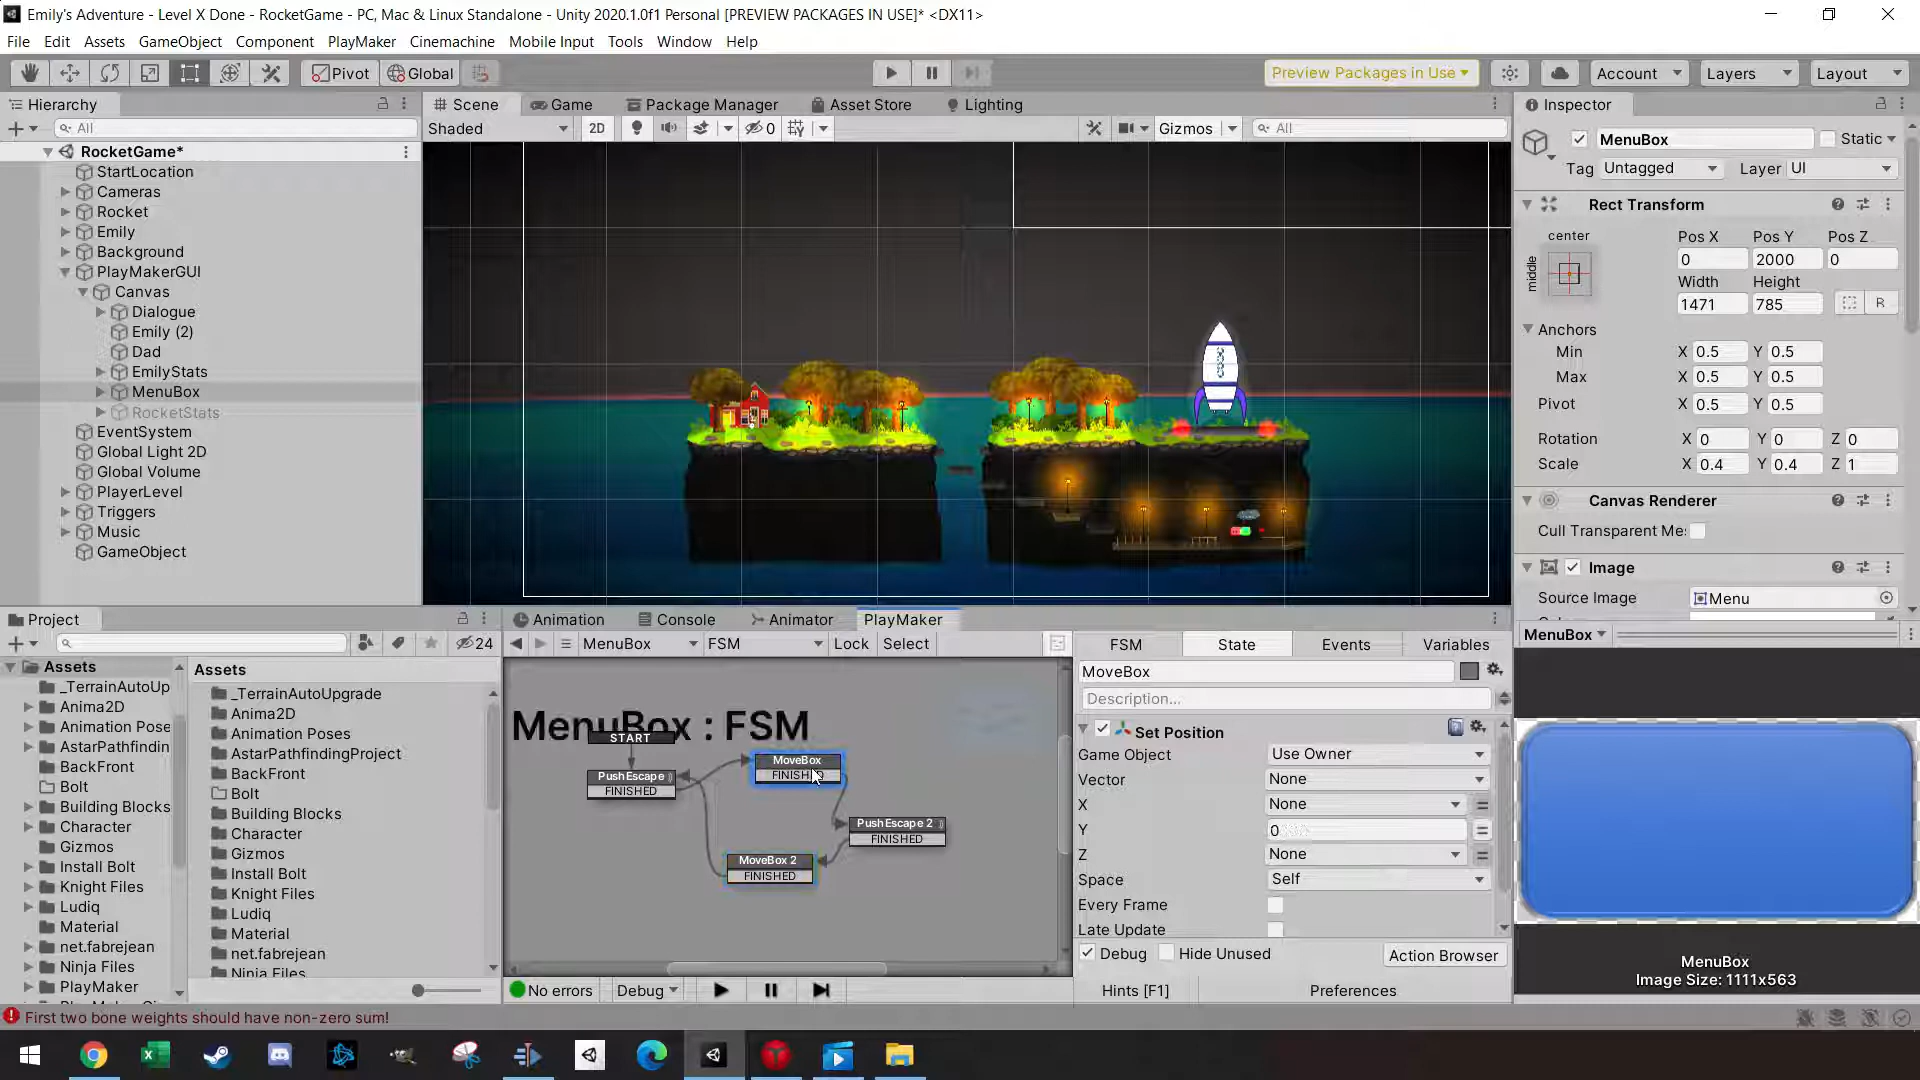 Emily's Adventure - Level X Done - RocketGame - PC, Mac & Linux Standalone - Unity 2020.1.0f1 Personal [PREVIEW PACKAGES IN USE]* <DX11>
File Edit Assets GameObject Component PlayMaker Cinemachine Mobile Input Tools Window Help
Pivot Global Preview Packages in Use Account Layers Layout
Hierarchy
All
RocketGame*
StartLocation
Cameras
Rocket
Emily
Background
PlayMakerGUI
Canvas
Dialogue
Emily (2)
Dad
EmilyStats
MenuBox
RocketStats
EventSystem
Global Light 2D
Global Volume
PlayerLevel
Triggers
Music
GameObject
Scene Game Package Manager Asset Store Lighting
Shaded 2D 0 Gizmos All
Inspector
MenuBox Static
Tag Untagged Layer UI
Rect Transform
center
middle
Pos X Pos Y Pos Z
0 2000 0
Width Height
1471 785 R
Anchors
Min X 0.5 Y 0.5
Max X 0.5 Y 0.5
Pivot X 0.5 Y 0.5
Rotation X 0 Y 0 Z 0
Scale X 0.4 Y 0.4 Z 1
Canvas Renderer
Cull Transparent Me:
Image
Source Image Menu
MenuBox
MenuBox
Image Size: 1111x563
Project
24
Assets
_TerrainAutoUp
Anima2D
Animation Pose
AstarPathfindin
BackFront
Bolt
Building Blocks
Character
Gizmos
Install Bolt
Knight Files
Ludiq
Material
net.fabrejean
Ninja Files
PlayMaker
Assets
_TerrainAutoUpgrade
Anima2D
Animation Poses
AstarPathfindingProject
BackFront
Bolt
Building Blocks
Character
Gizmos
Install Bolt
Knight Files
Ludiq
Material
net.fabrejean
Ninja Files
Animation Console Animator PlayMaker
MenuBox FSM Lock Select
MenuBox : FSM
START
PushEscape
FINISHED
MoveBox
FINISHED
PushEscape 2
FINISHED
MoveBox 2
FINISHED
No errors Debug
FSM State Events Variables
MoveBox
Description...
Set Position
Game Object Use Owner
Vector None
X None
Y 0
Z None
Space Self
Every Frame
Late Update
Debug Hide Unused Action Browser
Hints [F1] Preferences
First two bone weights should have non-zero sum!